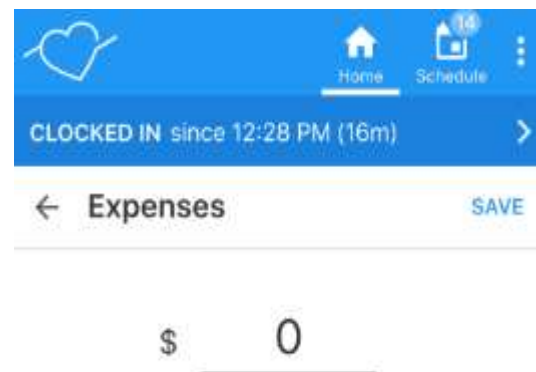 14
Home Schedule
CLOCKED IN since 12:28 PM (16m)
Expenses SAVE
$ 0